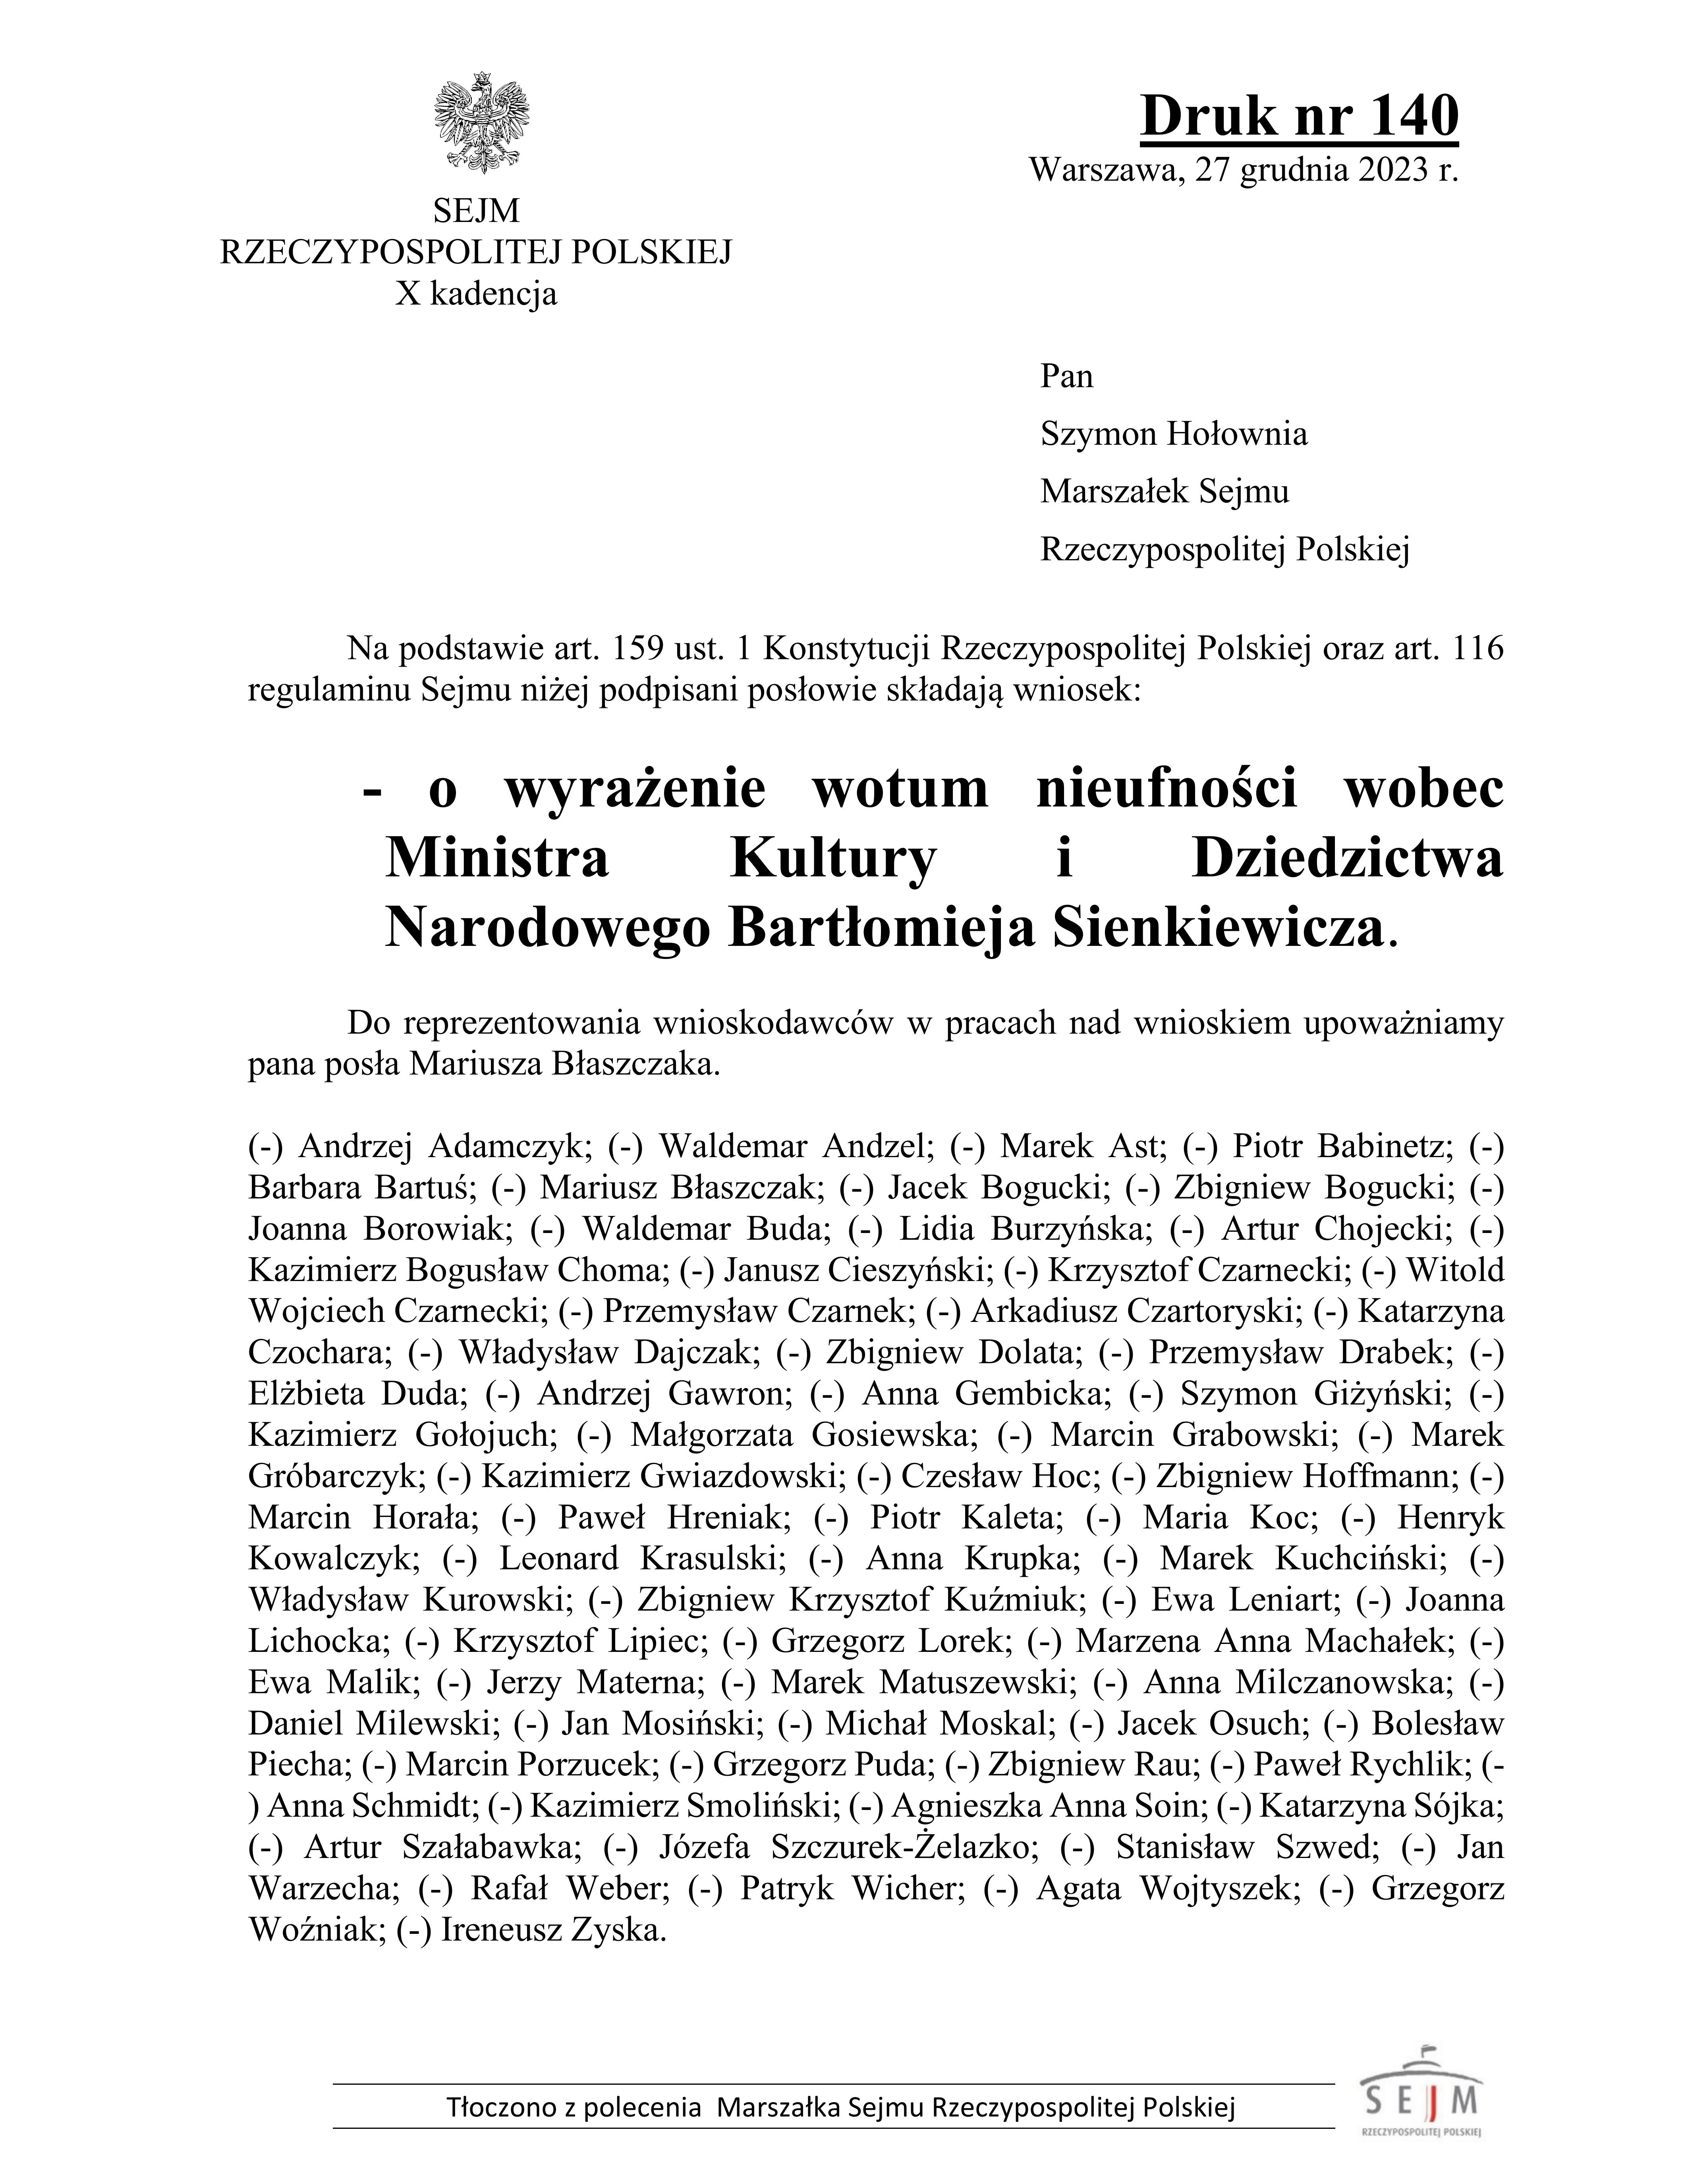 Druk nr 140
Warszawa, 27 grudnia 2023 r.
SEJM
RZECZYPOSPOLITEJ POLSKIEJ
X kadencja
Pan
Szymon Hołownia
Marszałek Sejmu
Rzeczypospolitej Polskiej
Na podstawie art. 159 ust. 1 Konstytucji Rzeczypospolitej Polskiej oraz art. 116
regulaminu Sejmu niżej podpisani posłowie składają wniosek:
- o wyrażenie wotum nieufności wobec
Ministra Kultury i Dziedzictwa
Narodowego Bartłomieja Sienkiewicza.
Do reprezentowania wnioskodawców w pracach nad wnioskiem upoważniamy
pana posła Mariusza Błaszczaka.
(-) Andrzej Adamczyk; (-) Waldemar Andzel; (-) Marek Ast; (-) Piotr Babinetz; (-)
Barbara Bartuś; (-) Mariusz Błaszczak; (-) Jacek Bogucki; (-) Zbigniew Bogucki; (-)
Joanna Borowiak; (-) Waldemar Buda; (-) Lidia Burzyńska; (-) Artur Chojecki; (-)
Kazimierz Bogusław Choma; (-) Janusz Cieszyński; (-) Krzysztof Czarnecki; (-) Witold
Wojciech Czarnecki; (-) Przemysław Czarnek; (-) Arkadiusz Czartoryski; (-) Katarzyna
Czochara; (-) Władysław Dajczak; (-) Zbigniew Dolata; (-) Przemysław Drabek; (-)
Elżbieta Duda; (-) Andrzej Gawron; (-) Anna Gembicka; (-) Szymon Giżyński; (-)
Kazimierz Gołojuch; (-) Małgorzata Gosiewska; (-) Marcin Grabowski; (-) Marek
Gróbarczyk; (-) Kazimierz Gwiazdowski; (-) Czesław Hoc; (-) Zbigniew Hoffmann; (-)
Marcin Horała; (-) Paweł Hreniak; (-) Piotr Kaleta; (-) Maria Koc; (-) Henryk
Kowalczyk; (-) Leonard Krasulski; (-) Anna Krupka; (-) Marek Kuchciński; (-)
Władysław Kurowski; (-) Zbigniew Krzysztof Kuźmiuk; (-) Ewa Leniart; (-) Joanna
Lichocka; (-) Krzysztof Lipiec; (-) Grzegorz Lorek; (-) Marzena Anna Machałek; (-)
Ewa Malik; (-) Jerzy Materna; (-) Marek Matuszewski; (-) Anna Milczanowska; (-)
Daniel Milewski; (-) Jan Mosiński; (-) Michał Moskal; (-) Jacek Osuch; (-) Bolesław
Piecha; (-) Marcin Porzucek; (-) Grzegorz Puda; (-) Zbigniew Rau; (-) Paweł Rychlik; (-
) Anna Schmidt; (-) Kazimierz Smoliński; (-) Agnieszka Anna Soin; (-) Katarzyna Sójka;
(-) Artur Szałabawka; (-) Józefa Szczurek-Żelazko; (-) Stanisław Szwed; (-) Jan
Warzecha; (-) Rafał Weber; (-) Patryk Wicher; (-) Agata Wojtyszek; (-) Grzegorz
Woźniak; (-) Ireneusz Zyska.
Tłoczono z polecenia  Marszałka Sejmu Rzeczypospolitej Polskiej
SEJM
RZECZYPOSPOLITEJ POLSKIEJ